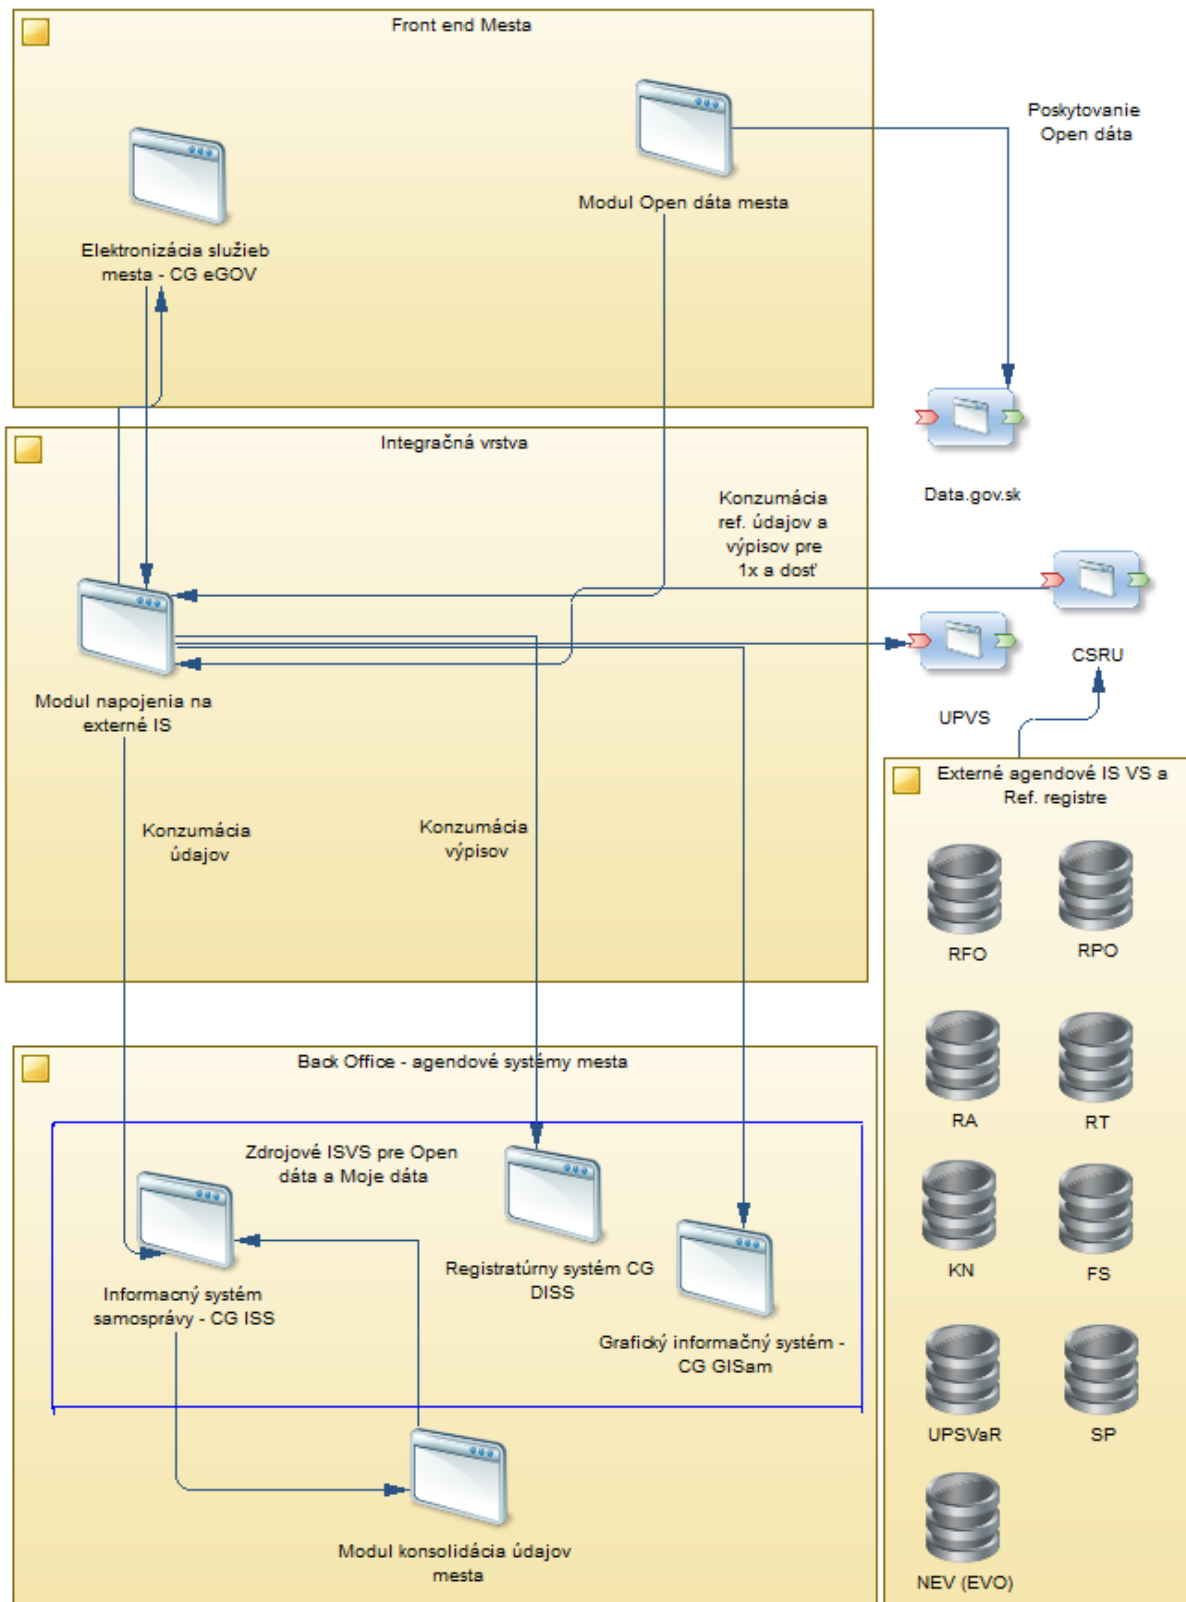 Front end Mesta
Poskytovanie
Open dáta
Modul Open dáta mesta
Elektronizácia služieb
mesta - CG eGOV
Integračná vrstva
Data.gov.sk
Konzumácia
ref. údajov a
výpisov pre
1x a dosť
CSRU
UPVS
Modul napojenia na
externé IS
Externé agendové IS VS a
Ref. registre
Konzumácia
údajov
Konzumácia
výpisov
RFO
RPO
RA
RT
KN
FS
UPSVaR
SP
NEV (EVO)
Back Office - agendové systémy mesta
Zdrojové ISVS pre Open
dáta a Moje dáta
Informacný systém
samosprávy - CG ISS
Registratúrny systém CG
DISS
Grafický informačný systém -
CG GISam
Modul konsolidácia údajov
mesta